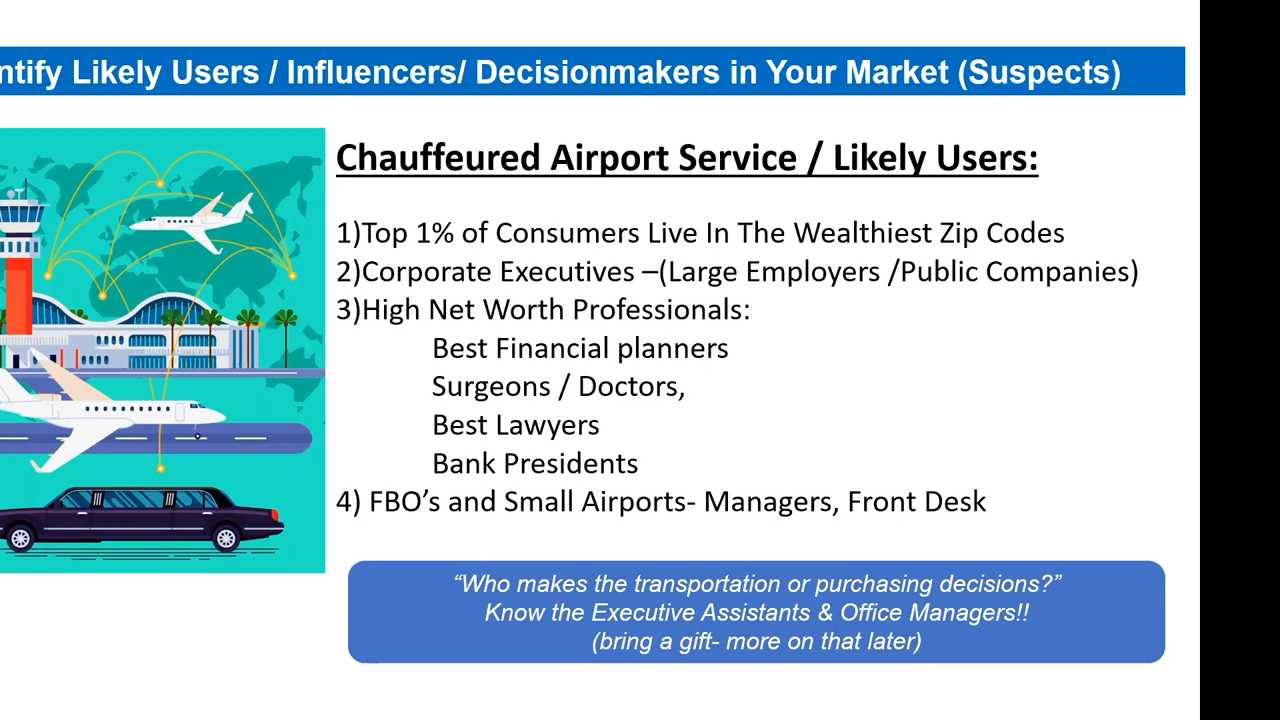 ntify Likely Users / Influencers/ Decisionmakers in Your Market (Suspects)
Chauffeured Airport Service / Likely Users:
1)Top 1% of Consumers Live In The Wealthiest Zip Codes
2)Corporate Executives –(Large Employers /Public Companies)
3)High Net Worth Professionals:
Best Financial planners
Surgeons / Doctors,
Best Lawyers
Bank Presidents
4) FBO’s and Small Airports- Managers, Front Desk
“Who makes the transportation or purchasing decisions?”
Know the Executive Assistants & Office Managers!!
(bring a gift- more on that later)